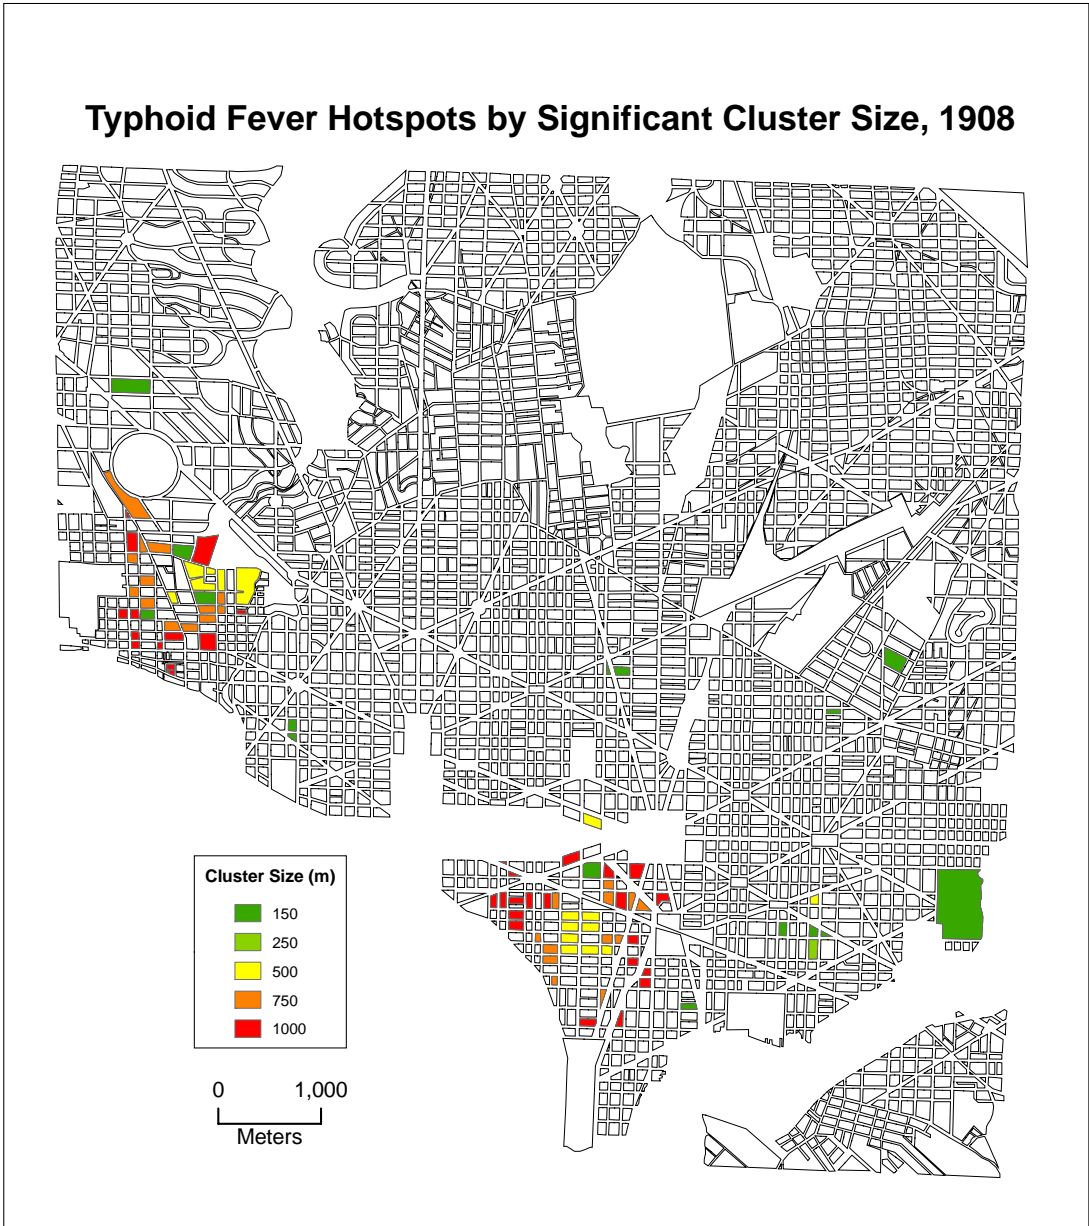 Typhoid Fever Hotspots by Significant Cluster Size, 1908
Cluster Size (m)
150
250
500
750
1000
0 1,000
Meters